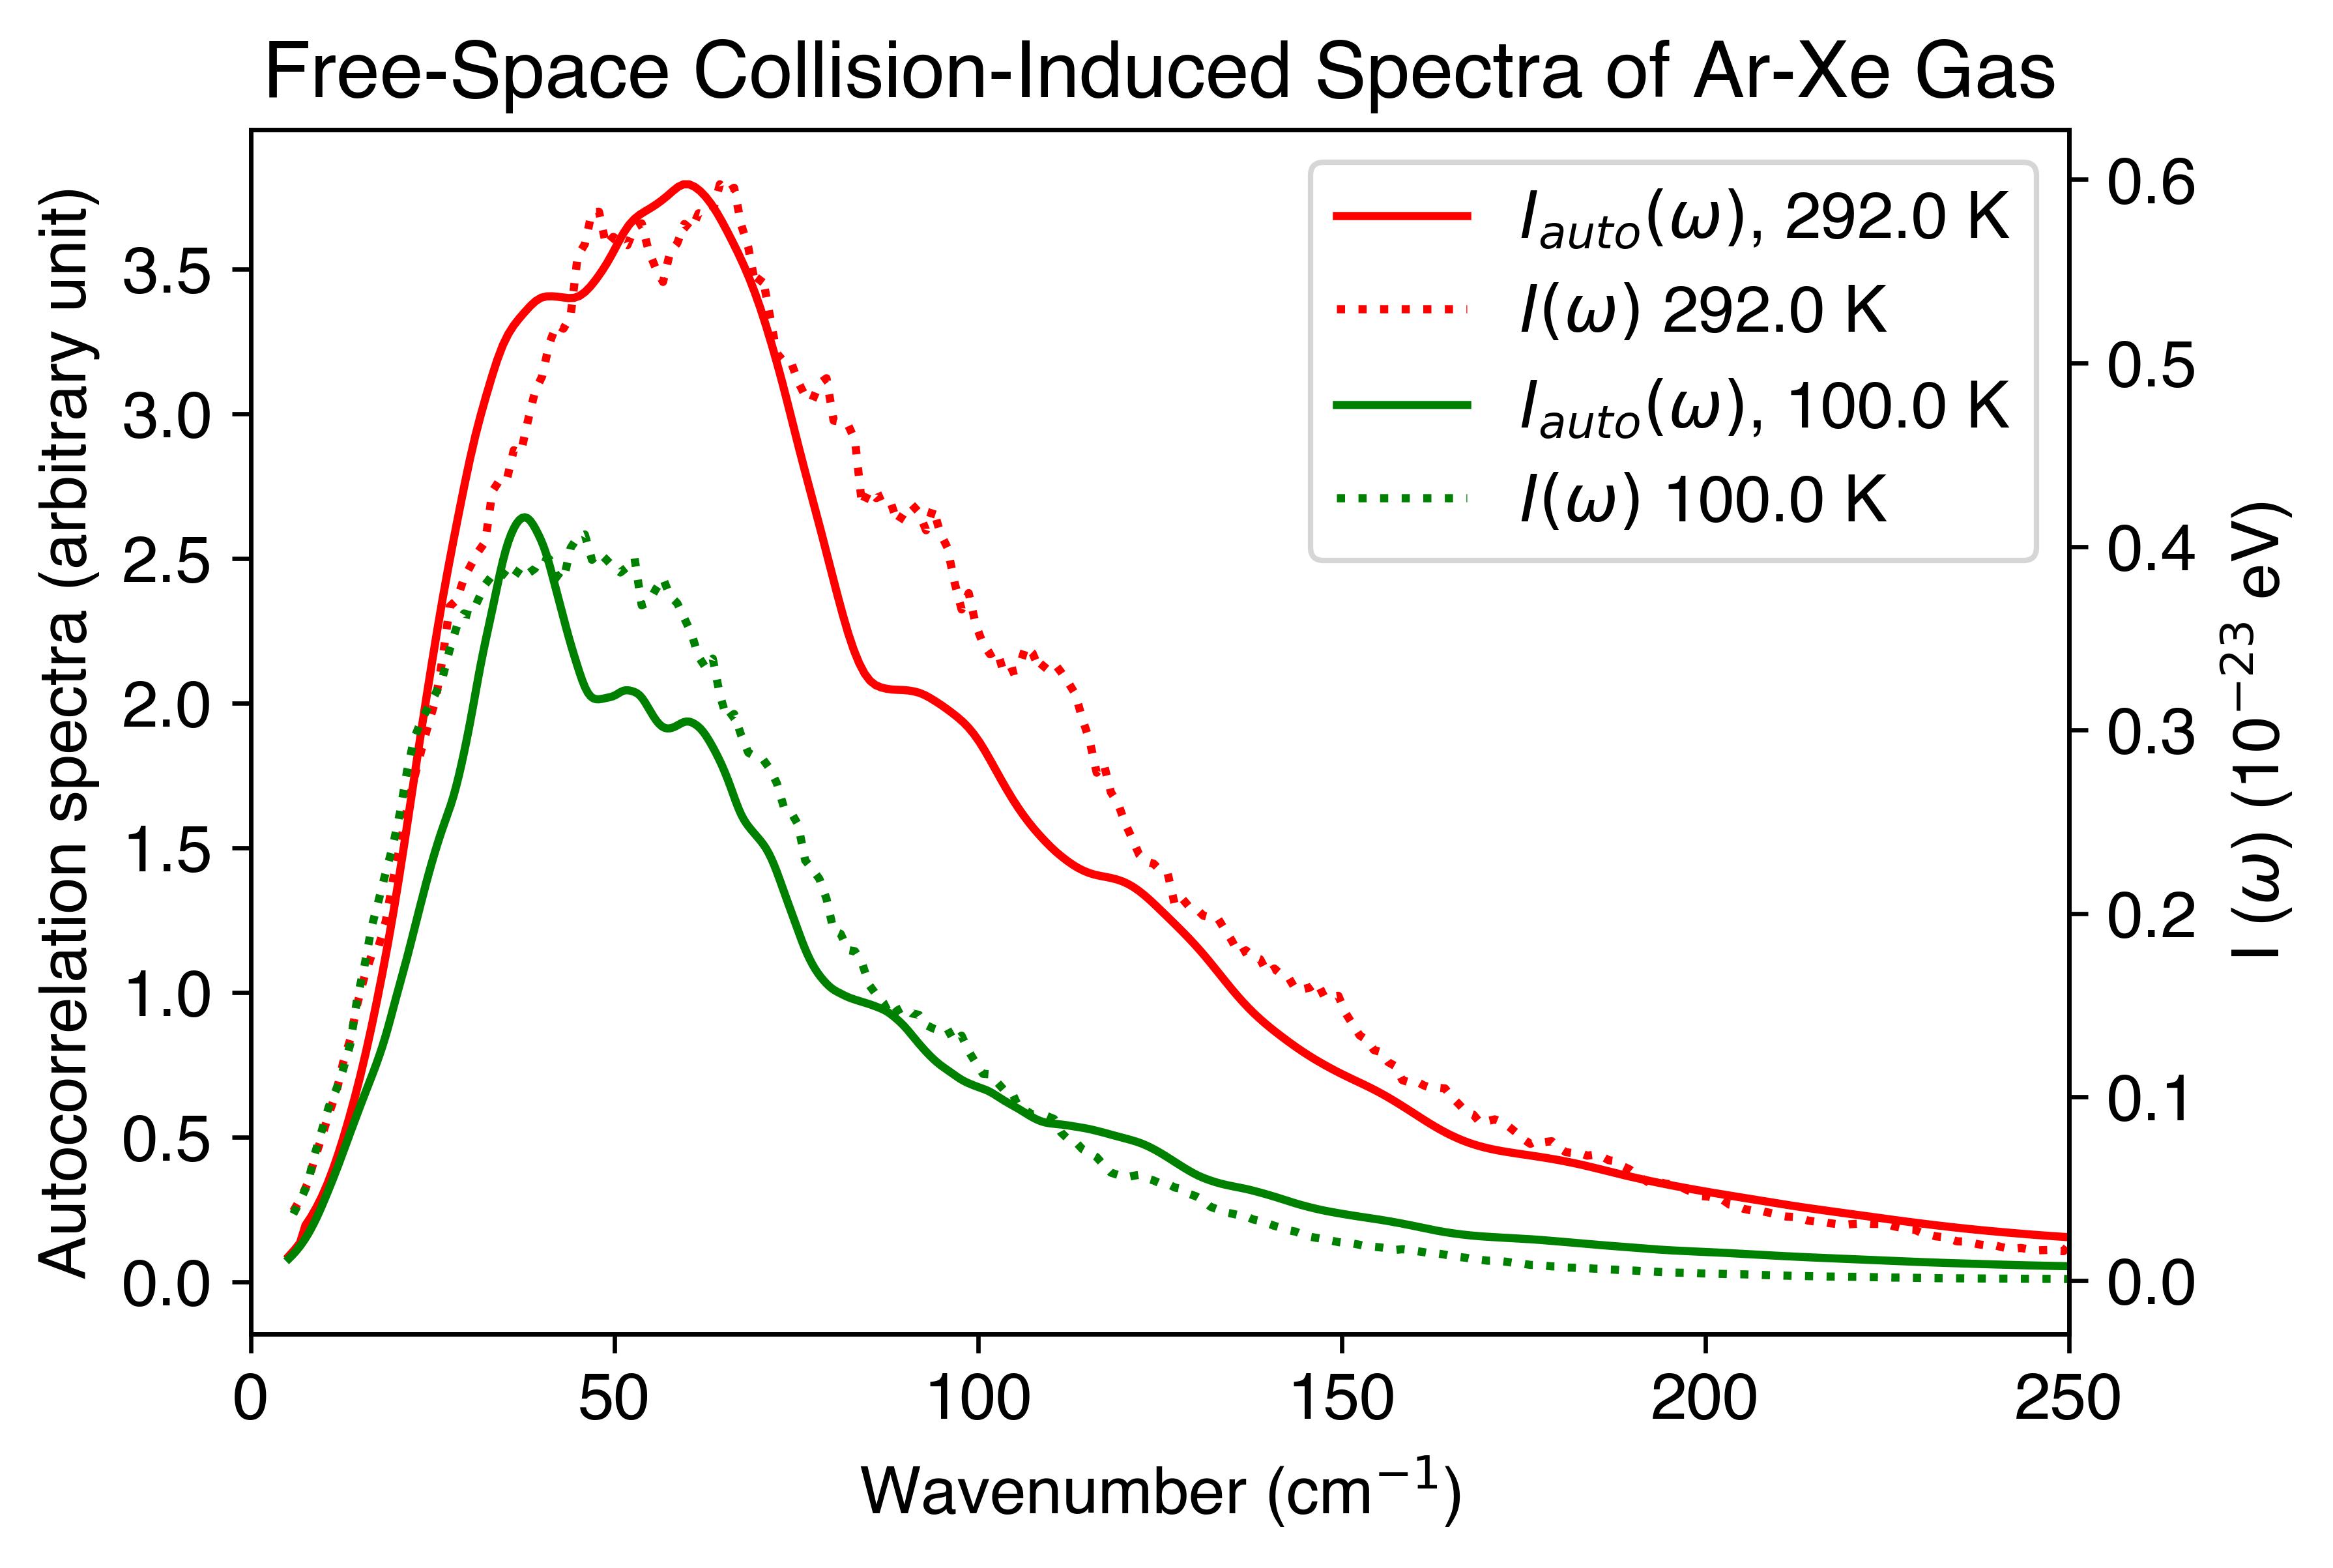 Free-Space Collision-Induced Spectra of Ar-Xe Gas
Autocorrelation spectra (arbitrary unit)
3.5
3.0
2.5
2.0
1.5
1.0
0.5
0.0
I_auto(ω), 292.0 K
I(ω) 292.0 K
I_auto(ω), 100.0 K
I(ω) 100.0 K
0.6
0.5
0.4
0.3
0.2
0.1
0.0
I (ω) (10⁻²³ eV)
0 50 100 150 200 250
Wavenumber (cm⁻¹)